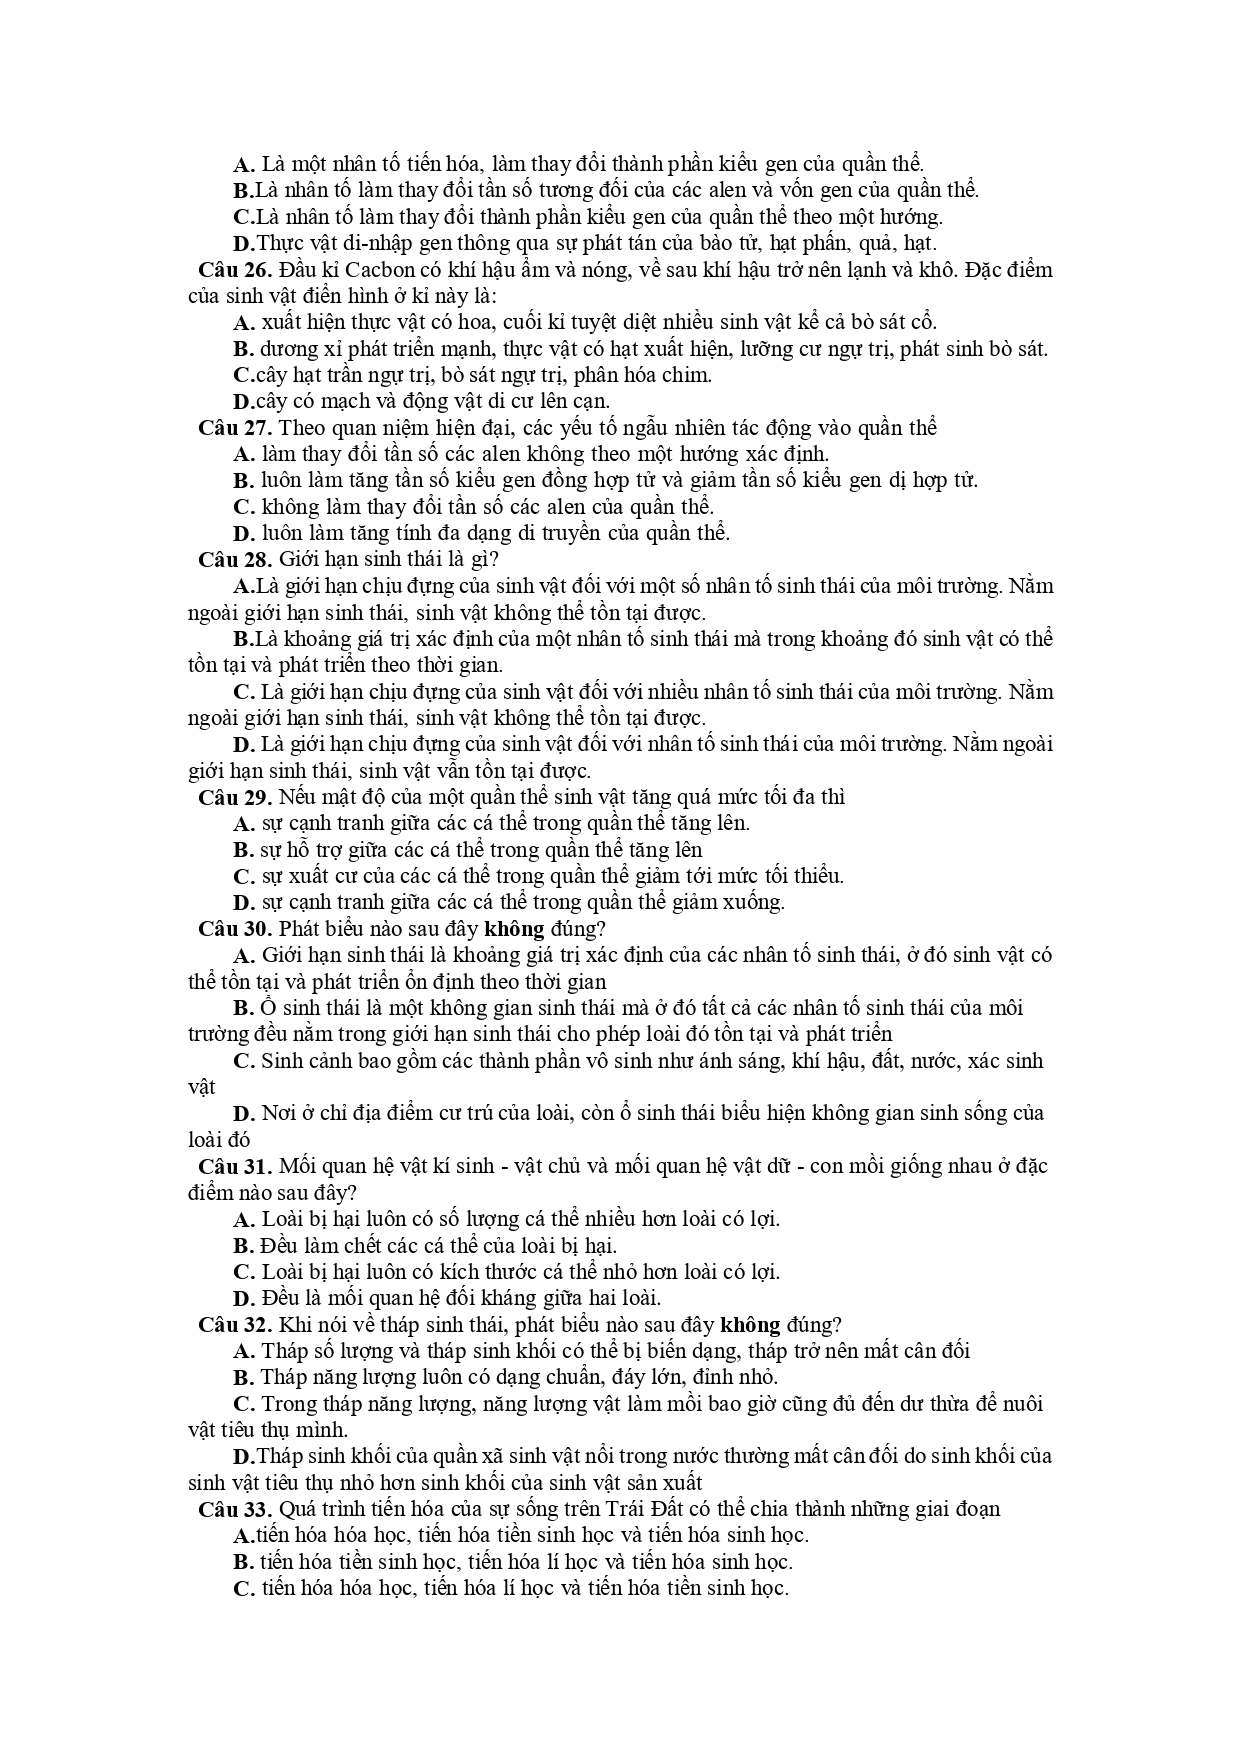 A. Là một nhân tố tiến hóa, làm thay đổi thành phần kiểu gen của quần thể.
B.Là nhân tố làm thay đổi tần số tương đối của các alen và vốn gen của quần thể.
C.Là nhân tố làm thay đổi thành phần kiểu gen của quần thể theo một hướng.
D.Thực vật di-nhập gen thông qua sự phát tán của bào tử, hạt phấn, quả, hạt.
Câu 26. Đầu kỉ Cacbon có khí hậu ẩm và nóng, về sau khí hậu trở nên lạnh và khô. Đặc điểm
của sinh vật điển hình ở kỉ này là:
A. xuất hiện thực vật có hoa, cuối kỉ tuyệt diệt nhiều sinh vật kể cả bò sát cổ.
B. dương xỉ phát triển mạnh, thực vật có hạt xuất hiện, lưỡng cư ngự trị, phát sinh bò sát.
C.cây hạt trần ngự trị, bò sát ngự trị, phân hóa chim.
D.cây có mạch và động vật di cư lên cạn.
Câu 27. Theo quan niệm hiện đại, các yếu tố ngẫu nhiên tác động vào quần thể
A. làm thay đổi tần số các alen không theo một hướng xác định.
B. luôn làm tăng tần số kiểu gen đồng hợp tử và giảm tần số kiểu gen dị hợp tử.
C. không làm thay đổi tần số các alen của quần thể.
D. luôn làm tăng tính đa dạng di truyền của quần thể.
Câu 28. Giới hạn sinh thái là gì?
A.Là giới hạn chịu đựng của sinh vật đối với một số nhân tố sinh thái của môi trường. Nằm
ngoài giới hạn sinh thái, sinh vật không thể tồn tại được.
B.Là khoảng giá trị xác định của một nhân tố sinh thái mà trong khoảng đó sinh vật có thể
tồn tại và phát triển theo thời gian.
C. Là giới hạn chịu đựng của sinh vật đối với nhiều nhân tố sinh thái của môi trường. Nằm
ngoài giới hạn sinh thái, sinh vật không thể tồn tại được.
D. Là giới hạn chịu đựng của sinh vật đối với nhân tố sinh thái của môi trường. Nằm ngoài
giới hạn sinh thái, sinh vật vẫn tồn tại được.
Câu 29. Nếu mật độ của một quần thể sinh vật tăng quá mức tối đa thì
A. sự cạnh tranh giữa các cá thể trong quần thể tăng lên.
B. sự hỗ trợ giữa các cá thể trong quần thể tăng lên
C. sự xuất cư của các cá thể trong quần thể giảm tới mức tối thiểu.
D. sự cạnh tranh giữa các cá thể trong quần thể giảm xuống.
Câu 30. Phát biểu nào sau đây không đúng?
A. Giới hạn sinh thái là khoảng giá trị xác định của các nhân tố sinh thái, ở đó sinh vật có
thể tồn tại và phát triển ổn định theo thời gian
B. Ổ sinh thái là một không gian sinh thái mà ở đó tất cả các nhân tố sinh thái của môi
trường đều nằm trong giới hạn sinh thái cho phép loài đó tồn tại và phát triển
C. Sinh cảnh bao gồm các thành phần vô sinh như ánh sáng, khí hậu, đất, nước, xác sinh
vật
D. Nơi ở chỉ địa điểm cư trú của loài, còn ổ sinh thái biểu hiện không gian sinh sống của
loài đó
Câu 31. Mối quan hệ vật kí sinh - vật chủ và mối quan hệ vật dữ - con mồi giống nhau ở đặc
điểm nào sau đây?
A. Loài bị hại luôn có số lượng cá thể nhiều hơn loài có lợi.
B. Đều làm chết các cá thể của loài bị hại.
C. Loài bị hại luôn có kích thước cá thể nhỏ hơn loài có lợi.
D. Đều là mối quan hệ đối kháng giữa hai loài.
Câu 32. Khi nói về tháp sinh thái, phát biểu nào sau đây không đúng?
A. Tháp số lượng và tháp sinh khối có thể bị biến dạng, tháp trở nên mất cân đối
B. Tháp năng lượng luôn có dạng chuẩn, đáy lớn, đỉnh nhỏ.
C. Trong tháp năng lượng, năng lượng vật làm mồi bao giờ cũng đủ đến dư thừa để nuôi
vật tiêu thụ mình.
D.Tháp sinh khối của quần xã sinh vật nổi trong nước thường mất cân đối do sinh khối của
sinh vật tiêu thụ nhỏ hơn sinh khối của sinh vật sản xuất
Câu 33. Quá trình tiến hóa của sự sống trên Trái Đất có thể chia thành những giai đoạn
A.tiến hóa hóa học, tiến hóa tiền sinh học và tiến hóa sinh học.
B. tiến hóa tiền sinh học, tiến hóa lí học và tiến hóa sinh học.
C. tiến hóa hóa học, tiến hóa lí học và tiến hóa tiền sinh học.